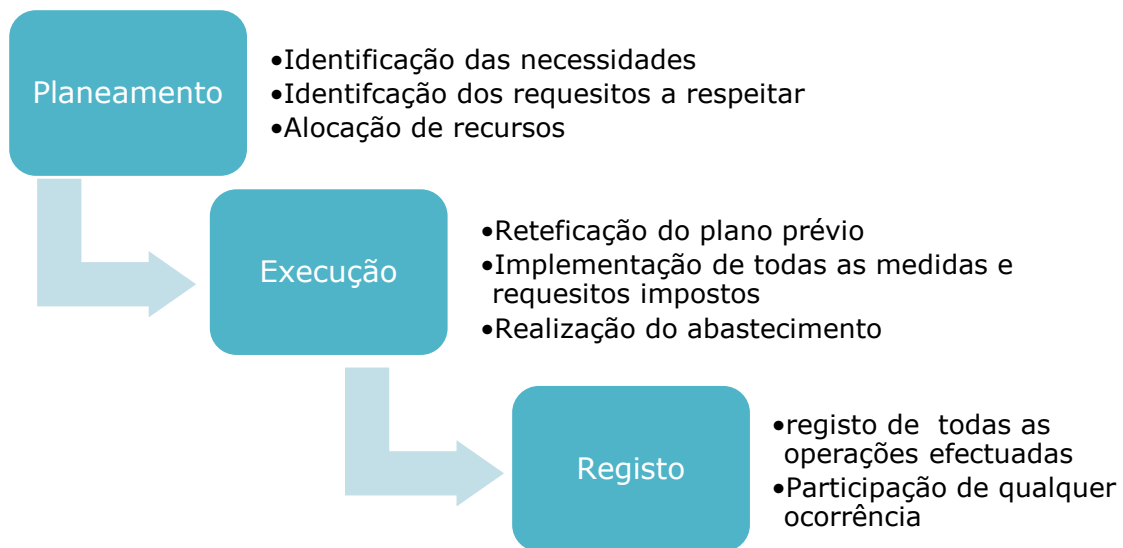 Planeamento
•Identificação das necessidades
•Identifcação dos requesitos a respeitar
•Alocação de recursos
Execução
•Reteficação do plano prévio
•Implementação de todas as medidas e
requesitos impostos
•Realização do abastecimento
Registo
•registo de  todas as
operações efectuadas
•Participação de qualquer
ocorrência